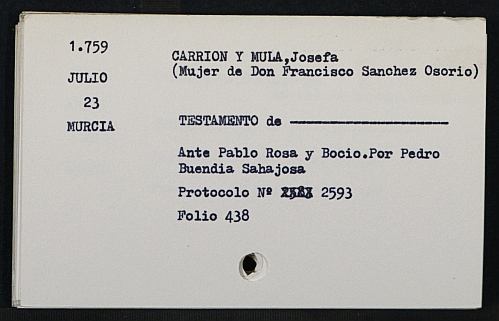 1.759
JULIO
23
MURCIA
CARRION Y MULA,Josefa
(Mujer de Don Francisco Sanchez Osorio)
TESTAMENTO de ————————
Ante Pablo Rosa y Bocio.Por Pedro
Buendia Sahajosa
Protocolo Nº 2593
Folio 438